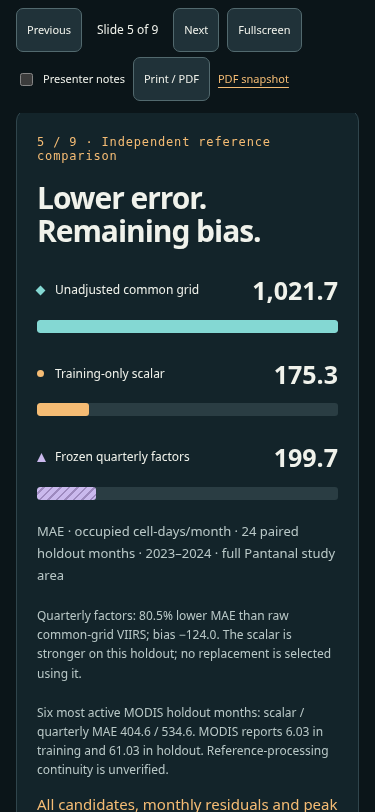 Previous
Slide 5 of 9
Next
Fullscreen
Presenter notes
Print / PDF
PDF snapshot
5 / 9 · Independent reference
comparison
Lower error.
Remaining bias.
Unadjusted common grid 1,021.7
Training-only scalar 175.3
Frozen quarterly factors 199.7
MAE · occupied cell-days/month · 24 paired
holdout months · 2023–2024 · full Pantanal study
area
Quarterly factors: 80.5% lower MAE than raw
common-grid VIIRS; bias −124.0. The scalar is
stronger on this holdout; no replacement is selected
using it.
Six most active MODIS holdout months: scalar /
quarterly MAE 404.6 / 534.6. MODIS reports 6.03 in
training and 61.03 in holdout. Reference-processing
continuity is unverified.
All candidates, monthly residuals and peak